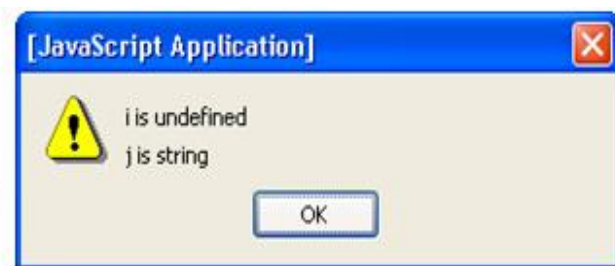 [JavaScript Application]
i is undefined
j is string
OK